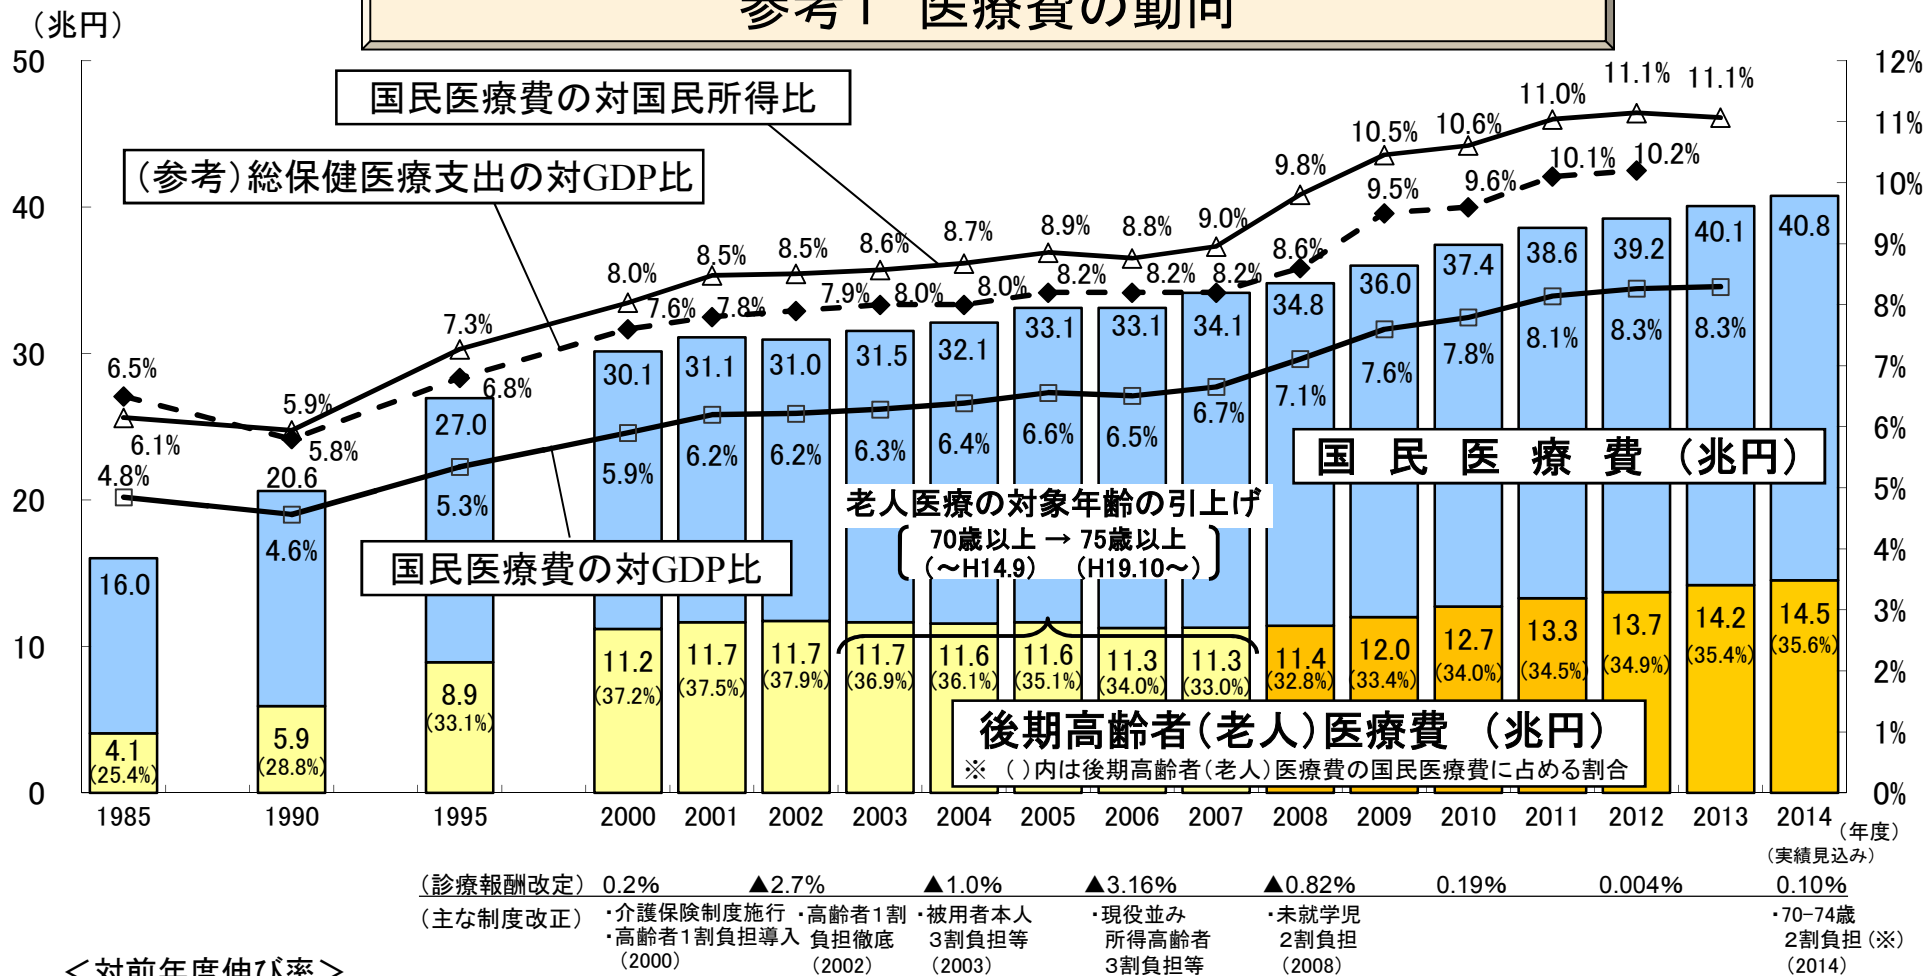 参考1 医療費の動向
(兆円)
50
40
30
20
10
0
12%
11%
10%
9%
8%
7%
6%
5%
4%
3%
2%
1%
0%
国民医療費の対国民所得比
(参考)総保健医療支出の対GDP比
国民医療費の対GDP比
国 民 医 療 費 (兆円)
老人医療の対象年齢の引上げ
70歳以上 → 75歳以上
(～H14.9) (H19.10～)
後期高齢者(老人)医療費 (兆円)
※ ( )内は後期高齢者(老人)医療費の国民医療費に占める割合
6.1% 5.9% 7.3% 8.0% 8.5% 8.5% 8.6% 8.7% 8.9% 8.8% 9.0% 9.8% 10.5% 10.6% 11.0% 11.1% 11.1%
6.5% 5.8% 6.8% 7.6% 7.8% 7.9% 8.0% 8.0% 8.2% 8.2% 8.2% 8.6% 9.5% 9.6% 10.1% 10.2%
16.0 20.6 27.0 30.1 31.1 31.0 31.5 32.1 33.1 33.1 34.1 34.8 36.0 37.4 38.6 39.2 40.1 40.8
4.8% 4.6% 5.3% 5.9% 6.2% 6.2% 6.3% 6.4% 6.6% 6.5% 6.7% 7.1% 7.6% 7.8% 8.1% 8.3% 8.3%
4.1 5.9 8.9 11.2 11.7 11.7 11.7 11.6 11.6 11.3 11.3 11.4 12.0 12.7 13.3 13.7 14.2 14.5
(25.4%) (28.8%) (33.1%) (37.2%) (37.5%) (37.9%) (36.9%) (36.1%) (35.1%) (34.0%) (33.0%) (32.8%) (33.4%) (34.0%) (34.5%) (34.9%) (35.4%) (35.6%)
1985 1990 1995 2000 2001 2002 2003 2004 2005 2006 2007 2008 2009 2010 2011 2012 2013 2014
(年度)
(実績見込み)
(診療報酬改定) 0.2% ▲2.7% ▲1.0% ▲3.16% ▲0.82% 0.19% 0.004% 0.10%
(主な制度改正)
・介護保険制度施行
・高齢者1割負担導入
(2000)
・高齢者1割
負担徹底
(2002)
・被用者本人
3割負担等
(2003)
・現役並み
所得高齢者
3割負担等
・未就学児
2割負担
(2008)
・70-74歳
2割負担(※)
(2014)
＜対前年度伸び率＞